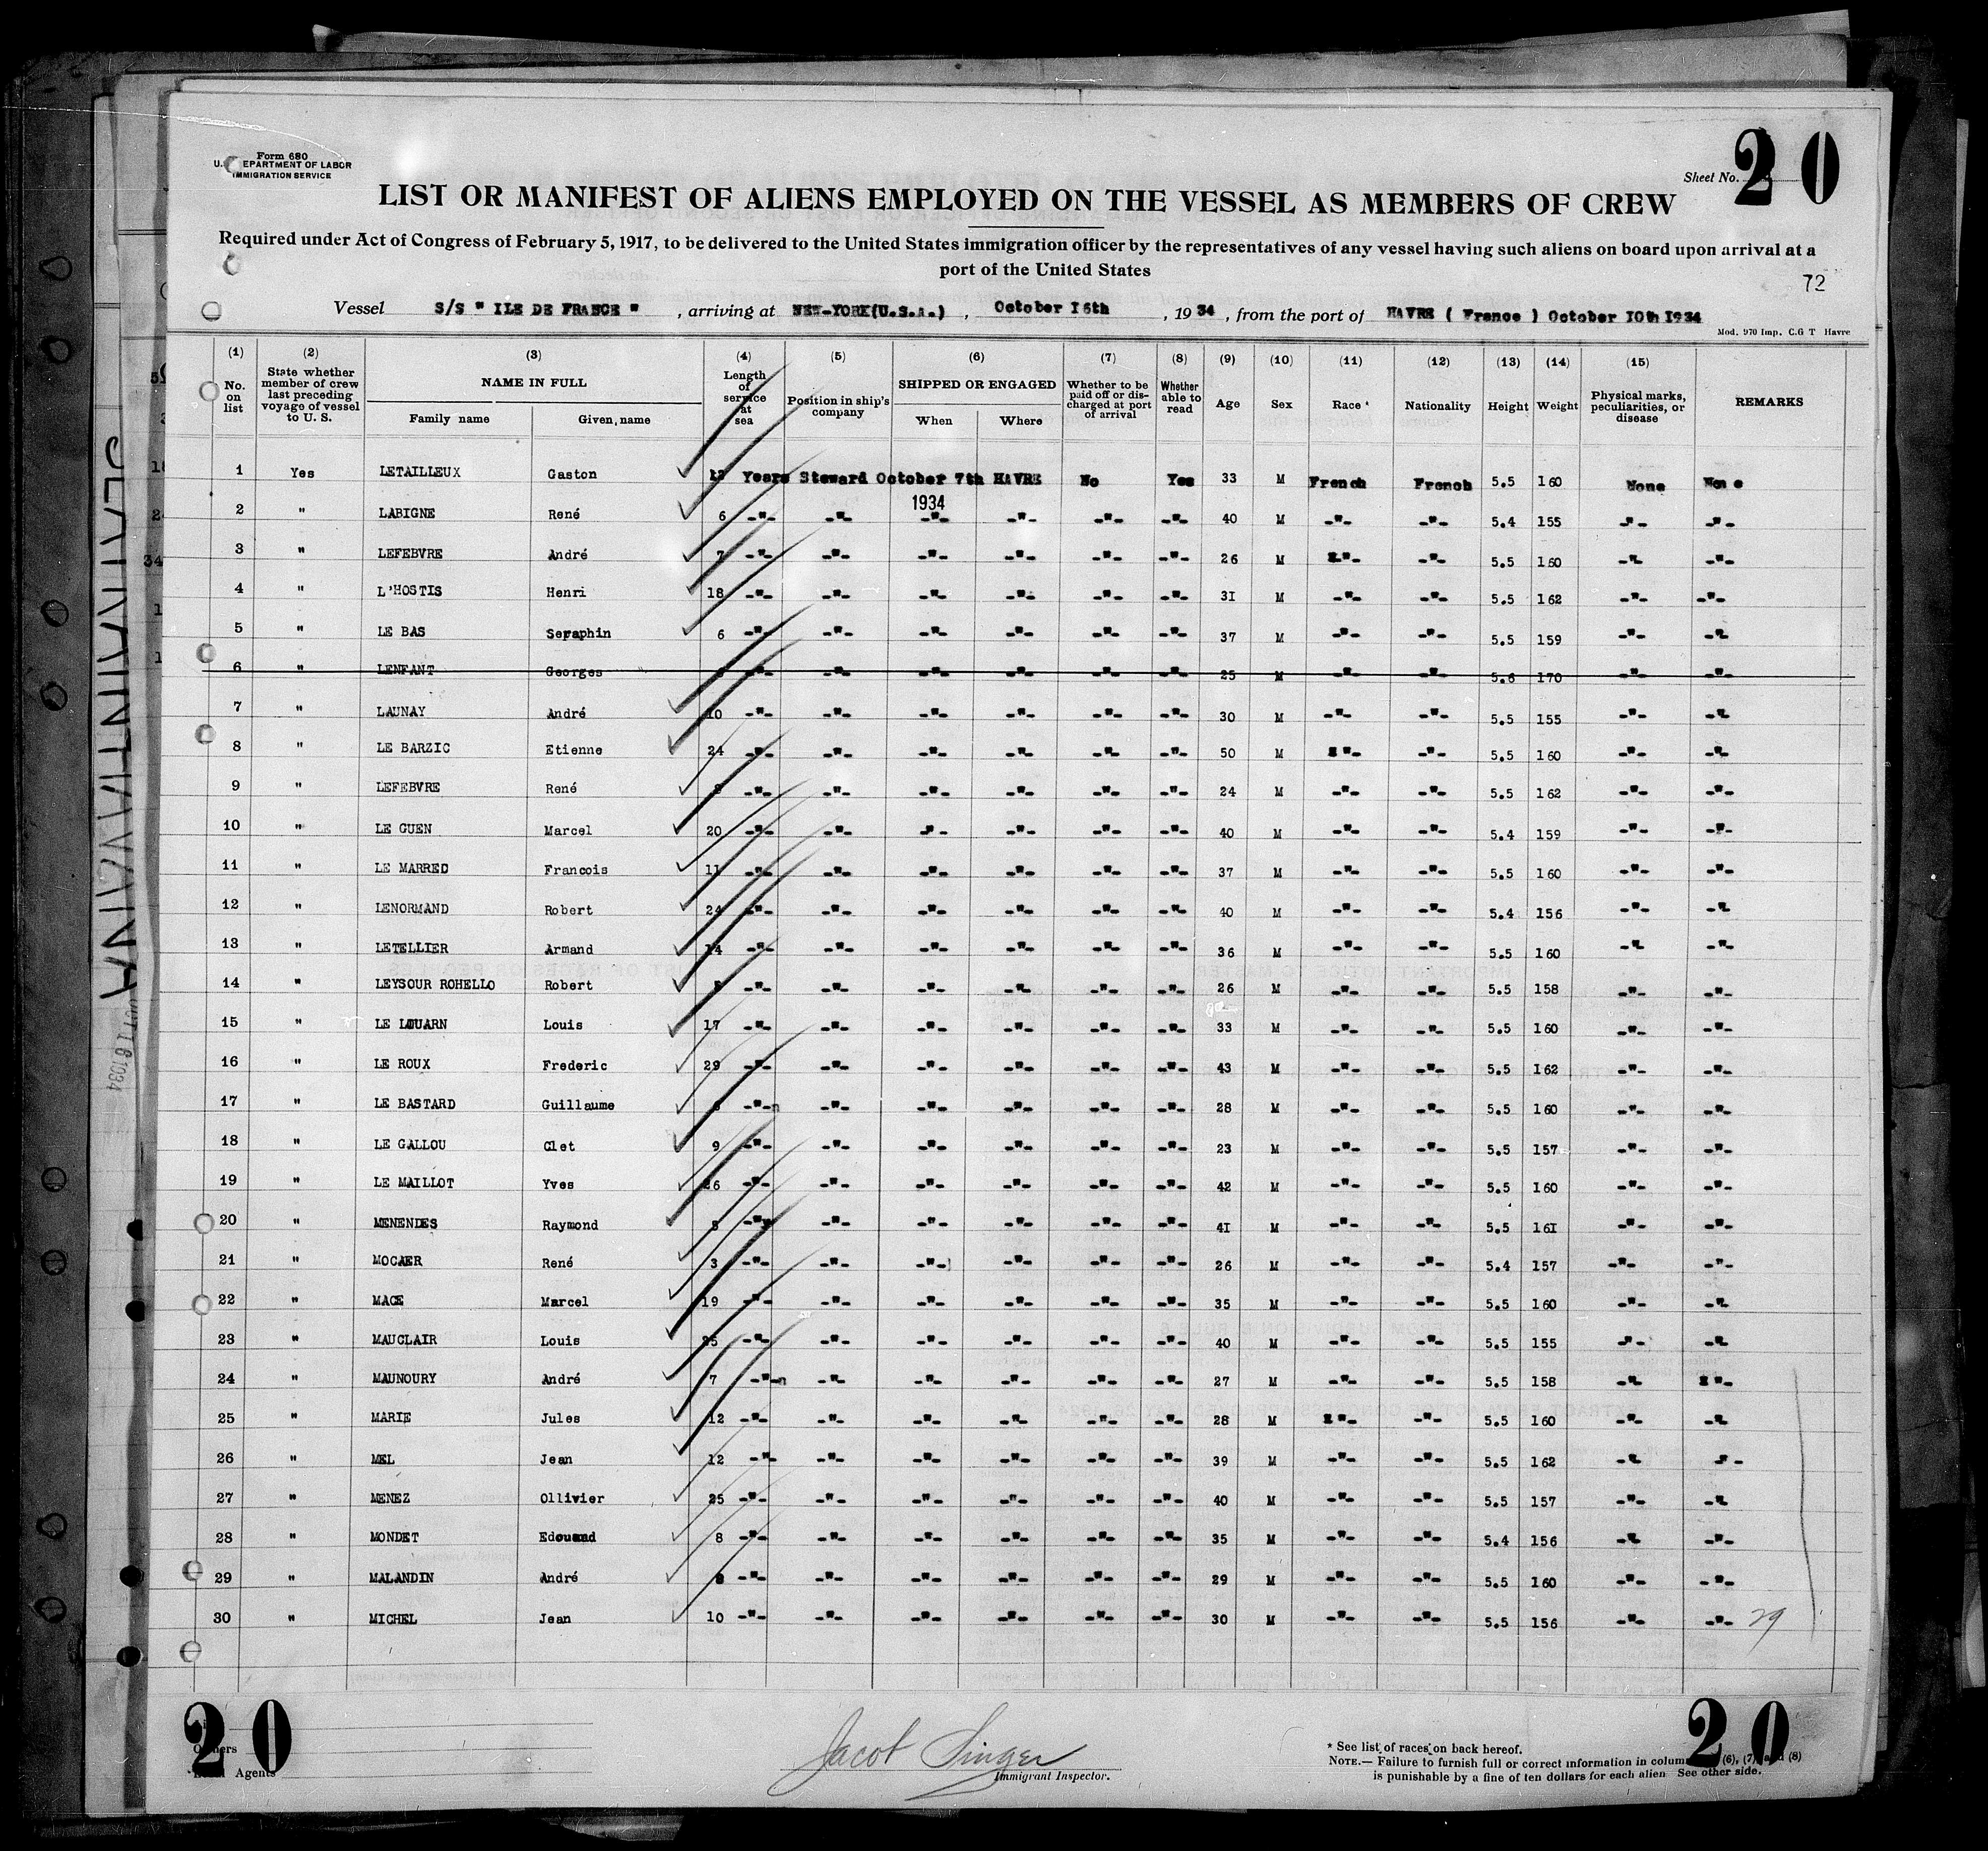 Form 680
U. EPARTMENT OF LABOR
IMMIGRATION SERVICE
Sheet No. 20
LIST OR MANIFEST OF ALIENS EMPLOYED ON THE VESSEL AS MEMBERS OF CREW
Required under Act of Congress of February 5, 1917, to be delivered to the United States immigration officer by the representatives of any vessel having such aliens on board upon arrival at a
port of the United States
72
Vessel S/S " ILE DE FRANCE " , arriving at NEW-YORK(U.S.A.) , October 16th , 19 34 , from the port of HAVRE ( France ) October 10th 1934
Mod. 970 Imp. C.G T Havre
(1) No. on list (2) State whether member of crew last preceding voyage of vessel to U. S. (3) NAME IN FULL Family name Given name (4) Length of service at sea (5) Position in ship's company (6) SHIPPED OR ENGAGED When Where (7) Whether to be paid off or discharged at port of arrival (8) Whether able to read (9) Age (10) Sex (11) Race * (12) Nationality (13) Height (14) Weight (15) Physical marks, peculiarities, or disease REMARKS
1 Yes LETAILLEUX Gaston Years Steward October 7th HAVRE No Yes 33 M French French 5.5 160 None None
1934
2 " LABIGNE René 6 -"- -"- -"- -"- -"- -"- 40 M -"- -"- 5.4 155 -"- -"-
3 " LEFEBVRE André 7 -"- -"- -"- -"- -"- -"- 26 M -"- -"- 5.5 160 -"- -"-
4 " L'HOSTIS Henri 18 -"- -"- -"- -"- -"- -"- 31 M -"- -"- 5.5 162 -"- -"-
5 " LE BAS Seraphin 6 -"- -"- -"- -"- -"- -"- 37 M -"- -"- 5.5 159 -"- -"-
6 " LENFANT Georges -"- -"- -"- -"- -"- -"- 25 M -"- -"- 5.6 170 -"- -"-
7 " LAUNAY André 10 -"- -"- -"- -"- -"- -"- 30 M -"- -"- 5.5 155 -"- -"-
8 " LE BARZIC Etienne 24 -"- -"- -"- -"- -"- -"- 50 M -"- -"- 5.5 160 -"- -"-
9 " LEFEBVRE René -"- -"- -"- -"- -"- -"- 24 M -"- -"- 5.5 162 -"- -"-
10 " LE GUEN Marcel 20 -"- -"- -"- -"- -"- -"- 40 M -"- -"- 5.4 159 -"- -"-
11 " LE MARREC Francois 11 -"- -"- -"- -"- -"- -"- 37 M -"- -"- 5.5 160 -"- -"-
12 " LENORMAND Robert 24 -"- -"- -"- -"- -"- -"- 40 M -"- -"- 5.4 156 -"- -"-
13 " LETELLIER Armand 14 -"- -"- -"- -"- -"- -"- 36 M -"- -"- 5.5 160 -"- -"-
14 " LEYSOUR ROHELLO Robert -"- -"- -"- -"- -"- -"- 26 M -"- -"- 5.5 158 -"- -"-
15 " LE LOUARN Louis 17 -"- -"- -"- -"- -"- -"- 33 M -"- -"- 5.5 160 -"- -"-
16 " LE ROUX Frederic 29 -"- -"- -"- -"- -"- -"- 43 M -"- -"- 5.5 162 -"- -"-
17 " LE BASTARD Guillaume -"- -"- -"- -"- -"- -"- 28 M -"- -"- 5.5 160 -"- -"-
18 " LE GALLOU Clet 9 -"- -"- -"- -"- -"- -"- 23 M -"- -"- 5.5 157 -"- -"-
19 " LE MAILLOT Yves 26 -"- -"- -"- -"- -"- -"- 42 M -"- -"- 5.5 160 -"- -"-
20 " MENENDES Raymond -"- -"- -"- -"- -"- -"- 41 M -"- -"- 5.5 161 -"- -"-
21 " MOCAER René 3 -"- -"- -"- -"- -"- -"- 26 M -"- -"- 5.4 157 -"- -"-
22 " MACE Marcel 19 -"- -"- -"- -"- -"- -"- 35 M -"- -"- 5.5 160 -"- -"-
23 " MAUCLAIR Louis 25 -"- -"- -"- -"- -"- -"- 40 M -"- -"- 5.5 155 -"- -"-
24 " MAUNOURY André 7 -"- -"- -"- -"- -"- -"- 27 M -"- -"- 5.5 158 -"- -"-
25 " MARIE Jules 12 -"- -"- -"- -"- -"- -"- 28 M -"- -"- 5.5 160 -"- -"-
26 " MEL Jean 12 -"- -"- -"- -"- -"- -"- 39 M -"- -"- 5.5 162 -"- -"-
27 " MENEZ Ollivier 25 -"- -"- -"- -"- -"- -"- 40 M -"- -"- 5.5 157 -"- -"-
28 " MONDET Edouard 8 -"- -"- -"- -"- -"- -"- 35 M -"- -"- 5.4 156 -"- -"-
29 " MALANDIN André -"- -"- -"- -"- -"- -"- 29 M -"- -"- 5.5 160 -"- -"-
30 " MICHEL Jean 10 -"- -"- -"- -"- -"- -"- 30 M -"- -"- 5.5 156 -"- -"- 29
20
Agents
Jacob Singer
Immigrant Inspector.
20
* See list of races on back hereof.
NOTE.— Failure to furnish full or correct information in colum (6), (7) (8)
is punishable by a fine of ten dollars for each alien See other side.